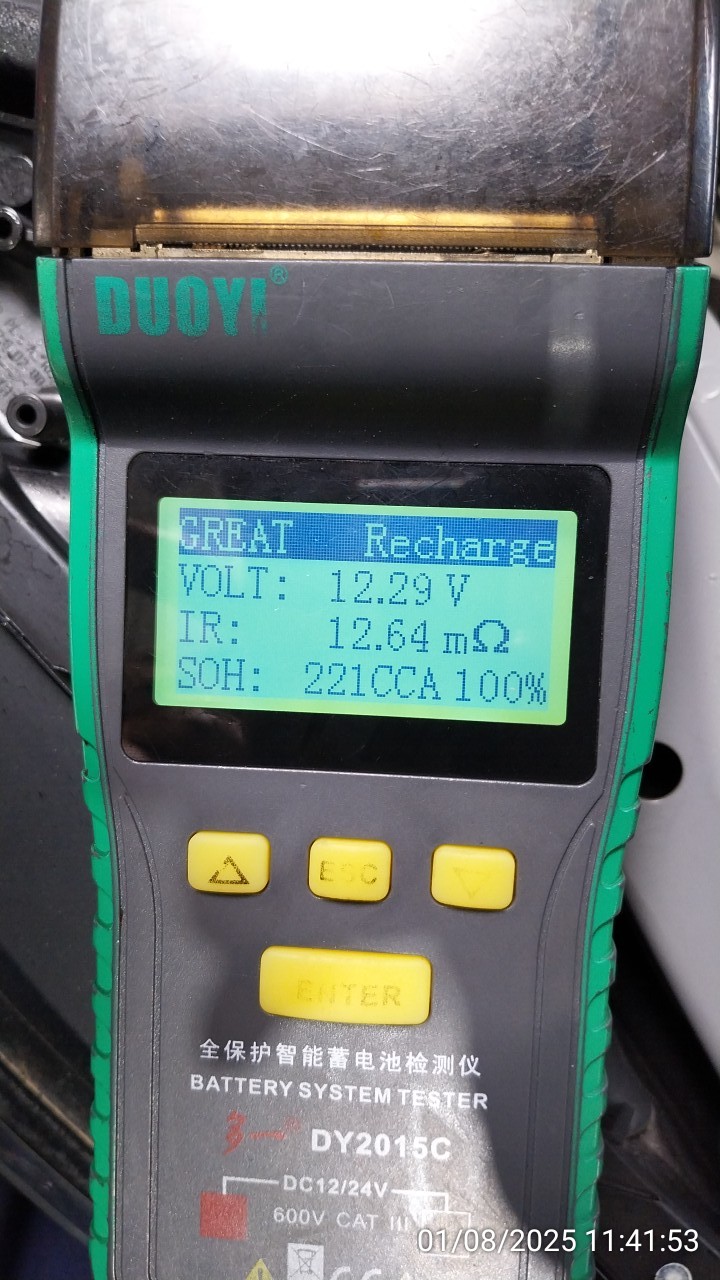 DUOYI®
GREAT Recharge
VOLT: 12.29 V
IR: 12.64 mΩ
SOH: 221CCA 100%
ESC
ENTER
全保护智能蓄电池检测仪
BATTERY SYSTEM TESTER
多一 DY2015C
DC12/24V
600V CAT III
01/08/2025 11:41:53